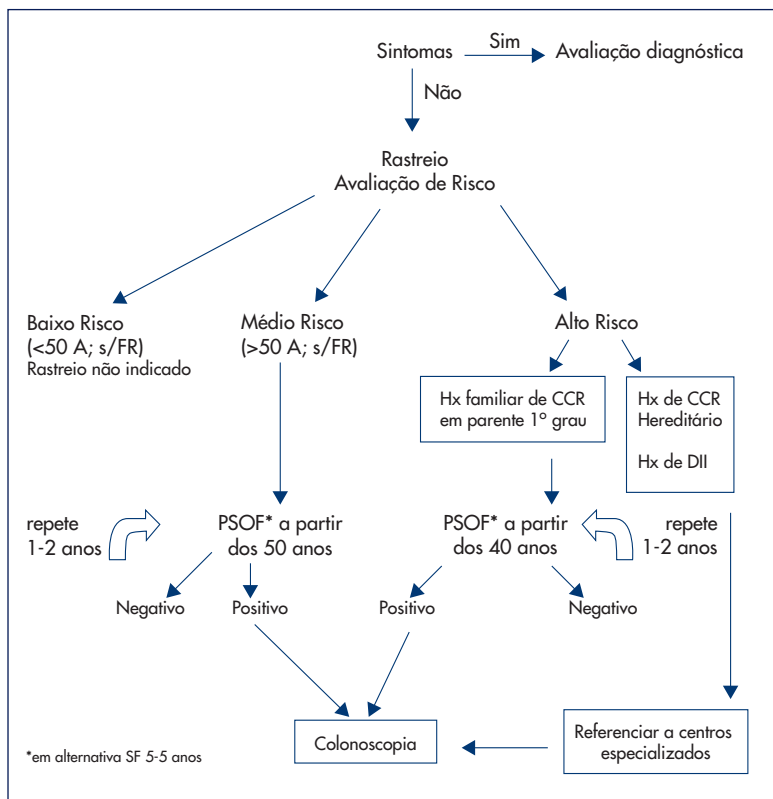 Sintomas
Sim
Avaliação diagnóstica
Não
Rastreio
Avaliação de Risco
Baixo Risco
(<50 A; s/FR)
Rastreio não indicado
Médio Risco
(>50 A; s/FR)
Alto Risco
Hx familiar de CCR
em parente 1º grau
Hx de CCR
Hereditário
Hx de DII
repete
1-2 anos
PSOF* a partir
dos 50 anos
PSOF* a partir
dos 40 anos
repete
1-2 anos
Negativo
Positivo
Positivo
Negativo
Colonoscopia
Referenciar a centros
especializados
*em alternativa SF 5-5 anos